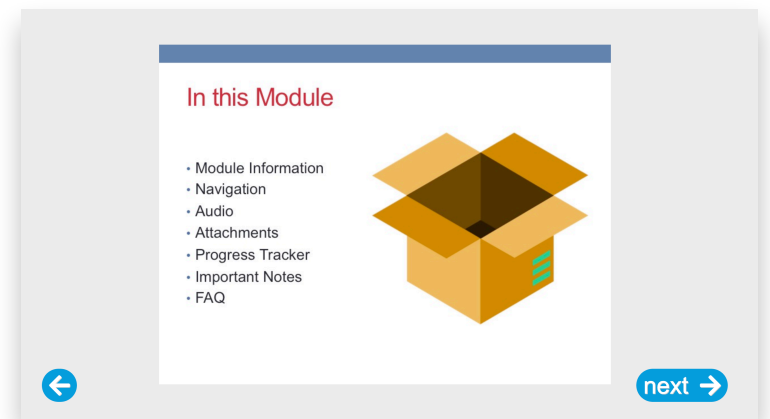 In this Module
• Module Information
• Navigation
• Audio
• Attachments
• Progress Tracker
• Important Notes
• FAQ
next